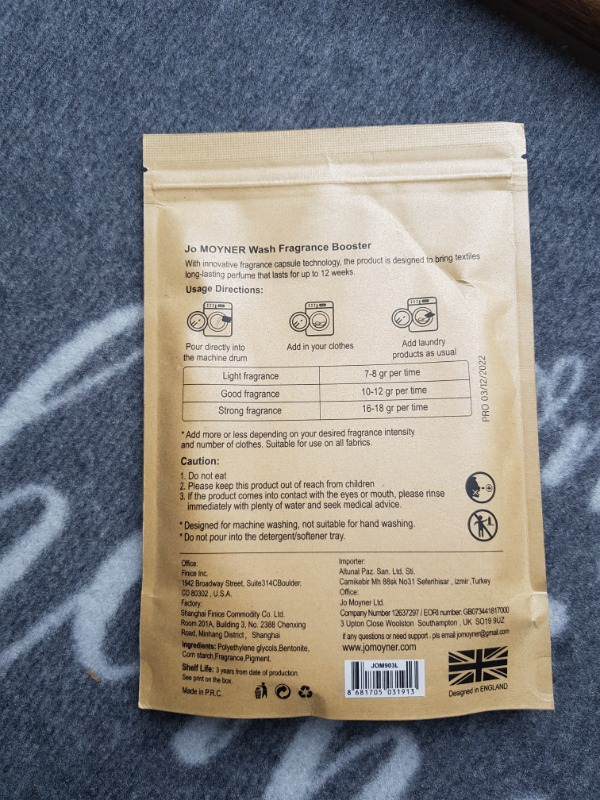 Jo MOYNER Wash Fragrance Booster
With innovative fragrance capsule technology, the product is designed to bring textiles
long-lasting perfume that lasts for up to 12 weeks.
Usage Directions:
Pour directly into
the machine drum
Add in your clothes
Add laundry
products as usual
Light fragrance 7-8 gr per time
Good fragrance 10-12 gr per time
Strong fragrance 16-18 gr per time
PRO 03/12/2022
* Add more or less depending on your desired fragrance intensity
and number of clothes. Suitable for use on all fabrics.
Caution:
1. Do not eat
2. Please keep this product out of reach from children
3. If the product comes into contact with the eyes or mouth, please rinse
immediately with plenty of water and seek medical advice.
* Designed for machine washing, not suitable for hand washing.
* Do not pour into the detergent/softener tray.
Office:
Finice Inc.
1942 Broadway Street, Suite314CBoulder,
CO 80302 , U.S.A.
Factory:
Shanghai Finice Commodity Co. Ltd.
Room 201A, Building 3, No. 2388 Chenxing
Road, Minhang District , Shanghai
Ingredients: Polyethylene glycols,Bentonite,
Corn starch,Fragrance,Pigment.
Shelf Life: 3 years from date of production.
See print on the box.
Made in P.R.C.
Importer:
Altunal Paz. San. Ltd. Sti.
Camikebir Mh 88sk No31 Seferihisar , izmir ,Turkey
Office:
Jo Moyner Ltd.
Company Number 12637297 / EORI number: GB073441817000
3 Upton Close Woolston Southampton , UK SO19 9UZ
if any questions or need support . pls email jomoyner@gmail.com
www.jomoyner.com
JOM903L
8 681705 031913
Designed in ENGLAND